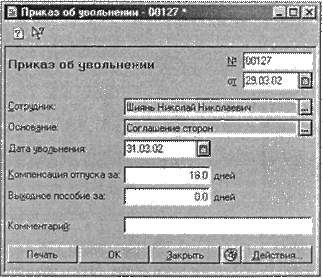 Приказ об увольнении - 00127 *
Приказ об увольнении
№ 00127
от 29.03.02
Сотрудник: Шиянь Николай Николаевич ...
Основание: Соглашение сторон ...
Дата увольнения: 31.03.02
Компенсация отпуска за: 18.0 дней
Выходное пособие за: 0.0 дней
Комментарий:
Печать OK Закрыть Действия...